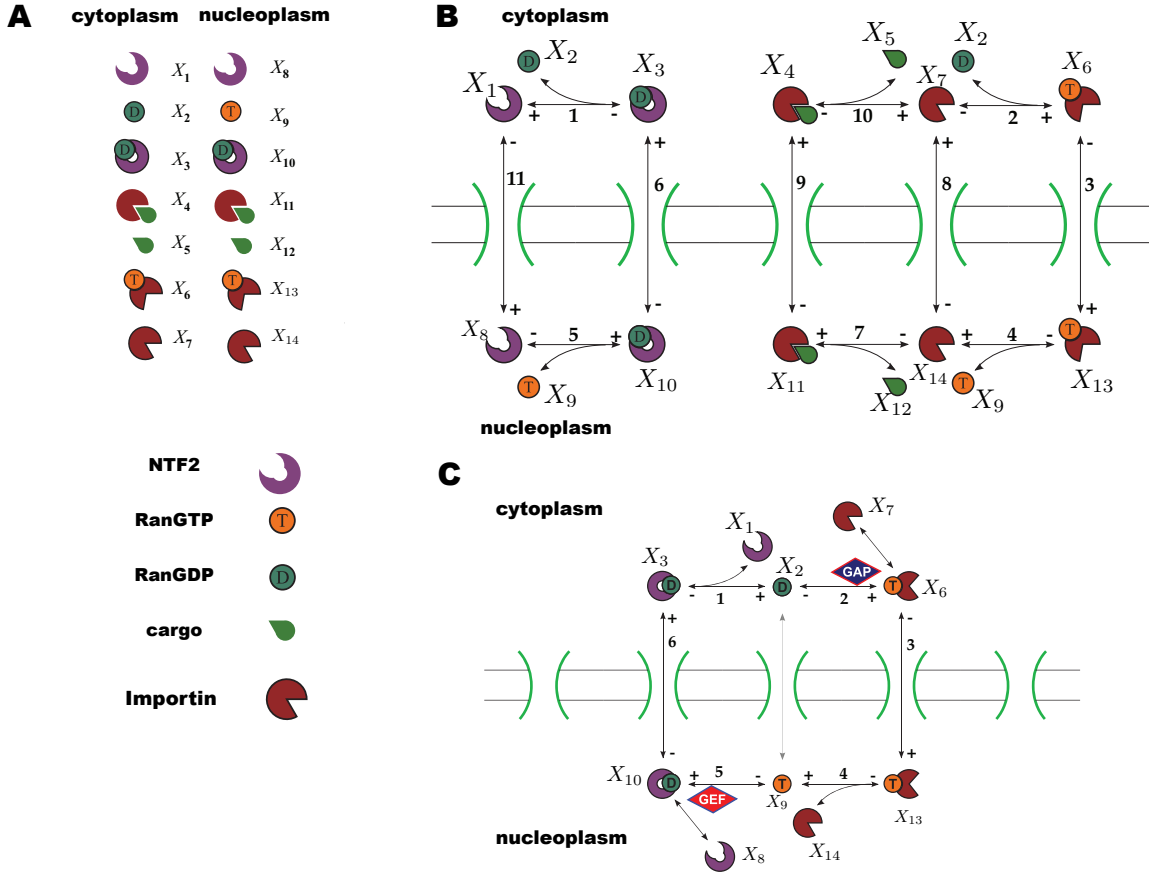 A
cytoplasm nucleoplasm
X1 X8
D X2 T X9
D X3 D X10
X4 X11
X5 X12
T X6 T X13
X7 X14
NTF2
RanGTP T
RanGDP D
cargo
Importin
B
cytoplasm
X2 X3 X5 X2 X6
D X4 X7 D T
X1 D
+ 1 - - 10 + - 2 +
- + + + -
11 6 9 8 3
+ - - - +
X8 - 5 + D + 7 - + 4 - T
T X9 X10 X11 X12 X14 T X9 X13
nucleoplasm
C
cytoplasm
X7
X1
X3 X2 GAP
D D T X6
- 1 + - 2 +
+ -
6 3
- +
X10 D + 5 - T + 4 - T
GEF X9 X13
X14
nucleoplasm X8